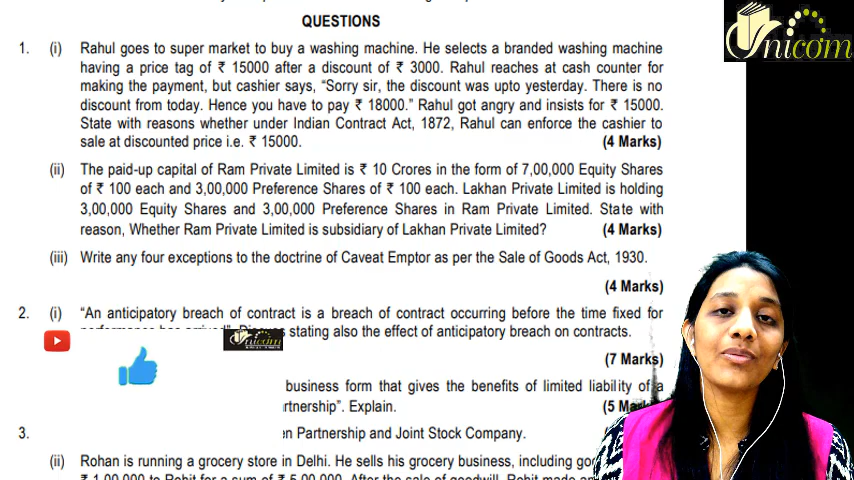 QUESTIONS
1. (i) Rahul goes to super market to buy a washing machine. He selects a branded washing machine
having a price tag of ₹ 15000 after a discount of ₹ 3000. Rahul reaches at cash counter for
making the payment, but cashier says, “Sorry sir, the discount was upto yesterday. There is no
discount from today. Hence you have to pay ₹ 18000.” Rahul got angry and insists for ₹ 15000.
State with reasons whether under Indian Contract Act, 1872, Rahul can enforce the cashier to
sale at discounted price i.e. ₹ 15000. (4 Marks)
(ii) The paid-up capital of Ram Private Limited is ₹ 10 Crores in the form of 7,00,000 Equity Shares
of ₹ 100 each and 3,00,000 Preference Shares of ₹ 100 each. Lakhan Private Limited is holding
3,00,000 Equity Shares and 3,00,000 Preference Shares in Ram Private Limited. State with
reason, Whether Ram Private Limited is subsidiary of Lakhan Private Limited? (4 Marks)
(iii) Write any four exceptions to the doctrine of Caveat Emptor as per the Sale of Goods Act, 1930.
(4 Marks)
2. (i) “An anticipatory breach of contract is a breach of contract occurring before the time fixed for
stating also the effect of anticipatory breach on contracts.
(7 Marks)
business form that gives the benefits of limited liability of a
Explain. (5
3. Partnership and Joint Stock Company.
(ii) Rohan is running a grocery store in Delhi. He sells his grocery business, including
₹ 1,00,000 to Rohit for a sum of ₹ 5,00,000. After the sale of goodwill, Rohit made
Unicom
Unicom